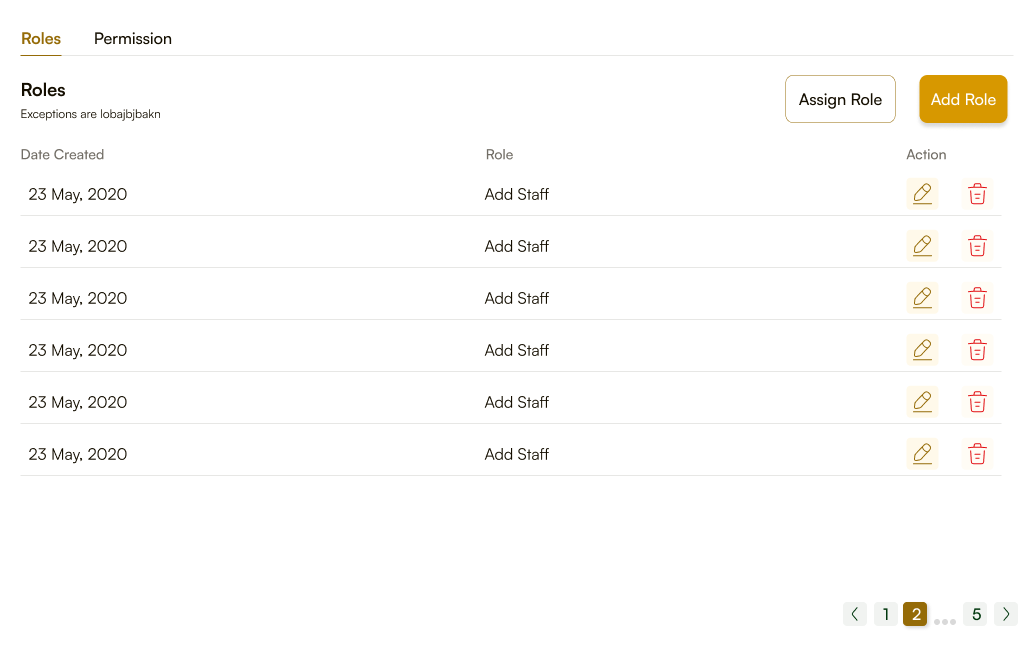 Roles Permission
Roles
Exceptions are lobajbjbakn
Assign Role Add Role
Date Created Role Action
23 May, 2020 Add Staff
23 May, 2020 Add Staff
23 May, 2020 Add Staff
23 May, 2020 Add Staff
23 May, 2020 Add Staff
23 May, 2020 Add Staff
1 2 ... 5